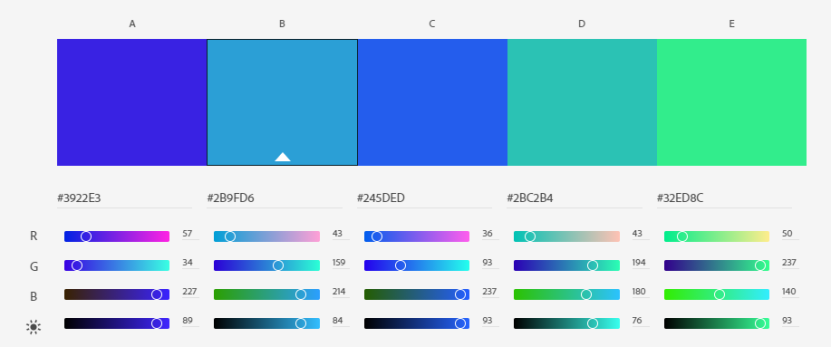 A B C D E
#3922E3 #2B9FD6 #245DED #2BC2B4 #32ED8C
R 57 43 36 43 50
G 34 159 93 194 237
B 227 214 237 180 140
89 84 93 76 93